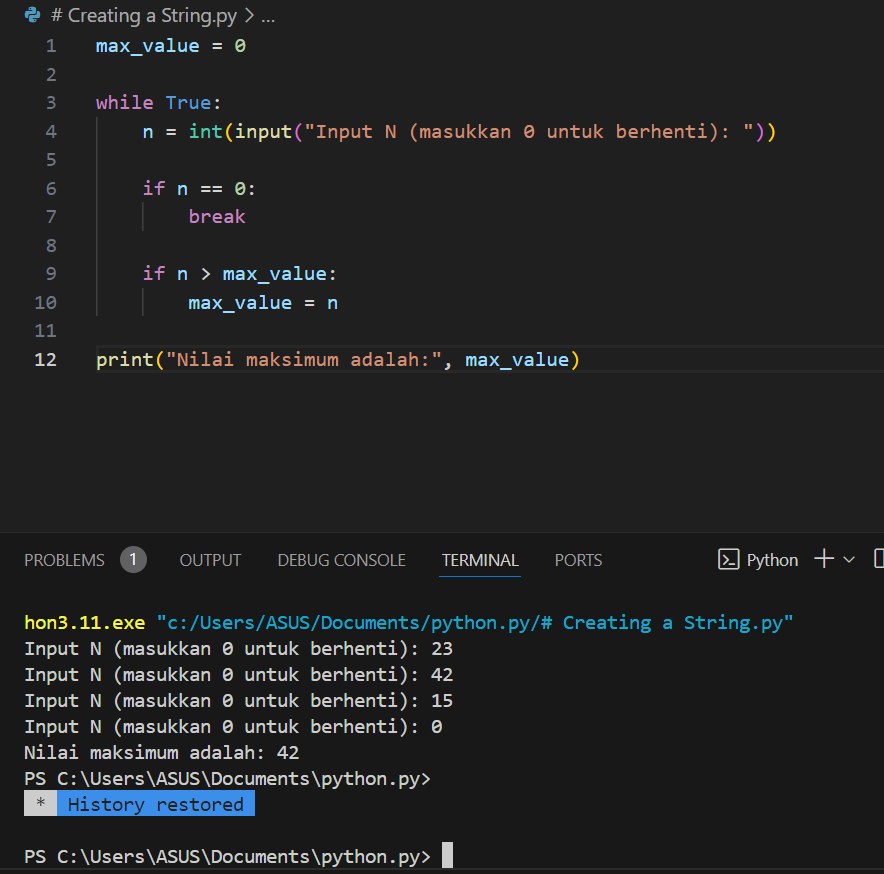 # Creating a String.py > ...
1 max_value = 0
2
3 while True:
4     n = int(input("Input N (masukkan 0 untuk berhenti): "))
5
6     if n == 0:
7         break
8
9     if n > max_value:
10         max_value = n
11
12 print("Nilai maksimum adalah:", max_value)
PROBLEMS 1 OUTPUT DEBUG CONSOLE TERMINAL PORTS Python
hon3.11.exe "c:/Users/ASUS/Documents/python.py/# Creating a String.py"
Input N (masukkan 0 untuk berhenti): 23
Input N (masukkan 0 untuk berhenti): 42
Input N (masukkan 0 untuk berhenti): 15
Input N (masukkan 0 untuk berhenti): 0
Nilai maksimum adalah: 42
PS C:\Users\ASUS\Documents\python.py>
* History restored
PS C:\Users\ASUS\Documents\python.py>